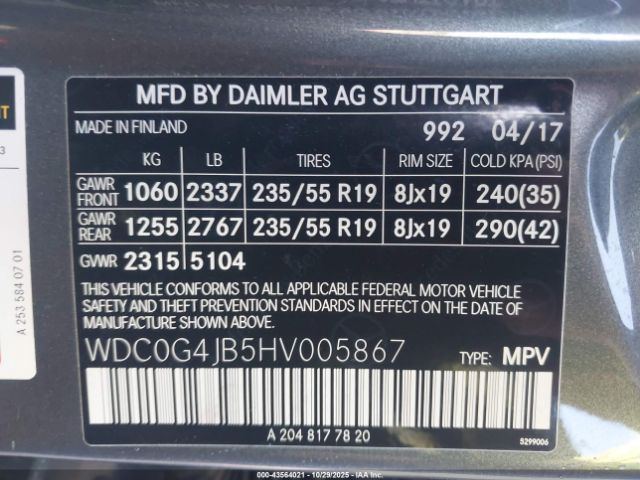 MFD BY DAIMLER AG STUTTGART
MADE IN FINLAND 992 04/17
KG LB TIRES RIM SIZE COLD KPA (PSI)
GAWR FRONT 1060 2337 235/55 R19 8Jx19 240(35)
GAWR REAR 1255 2767 235/55 R19 8Jx19 290(42)
GWR 2315 5104
THIS VEHICLE CONFORMS TO ALL APPLICABLE FEDERAL MOTOR VEHICLE
SAFETY AND THEFT PREVENTION STANDARDS IN EFFECT ON THE DATE OF
MANUFACTURE SHOWN ABOVE.
WDC0G4JB5HV005867 TYPE: MPV
A 204 817 78 20
5299006
A 253 584 07 01
000-43564021 | 10/29/2025 - IAAI.COM